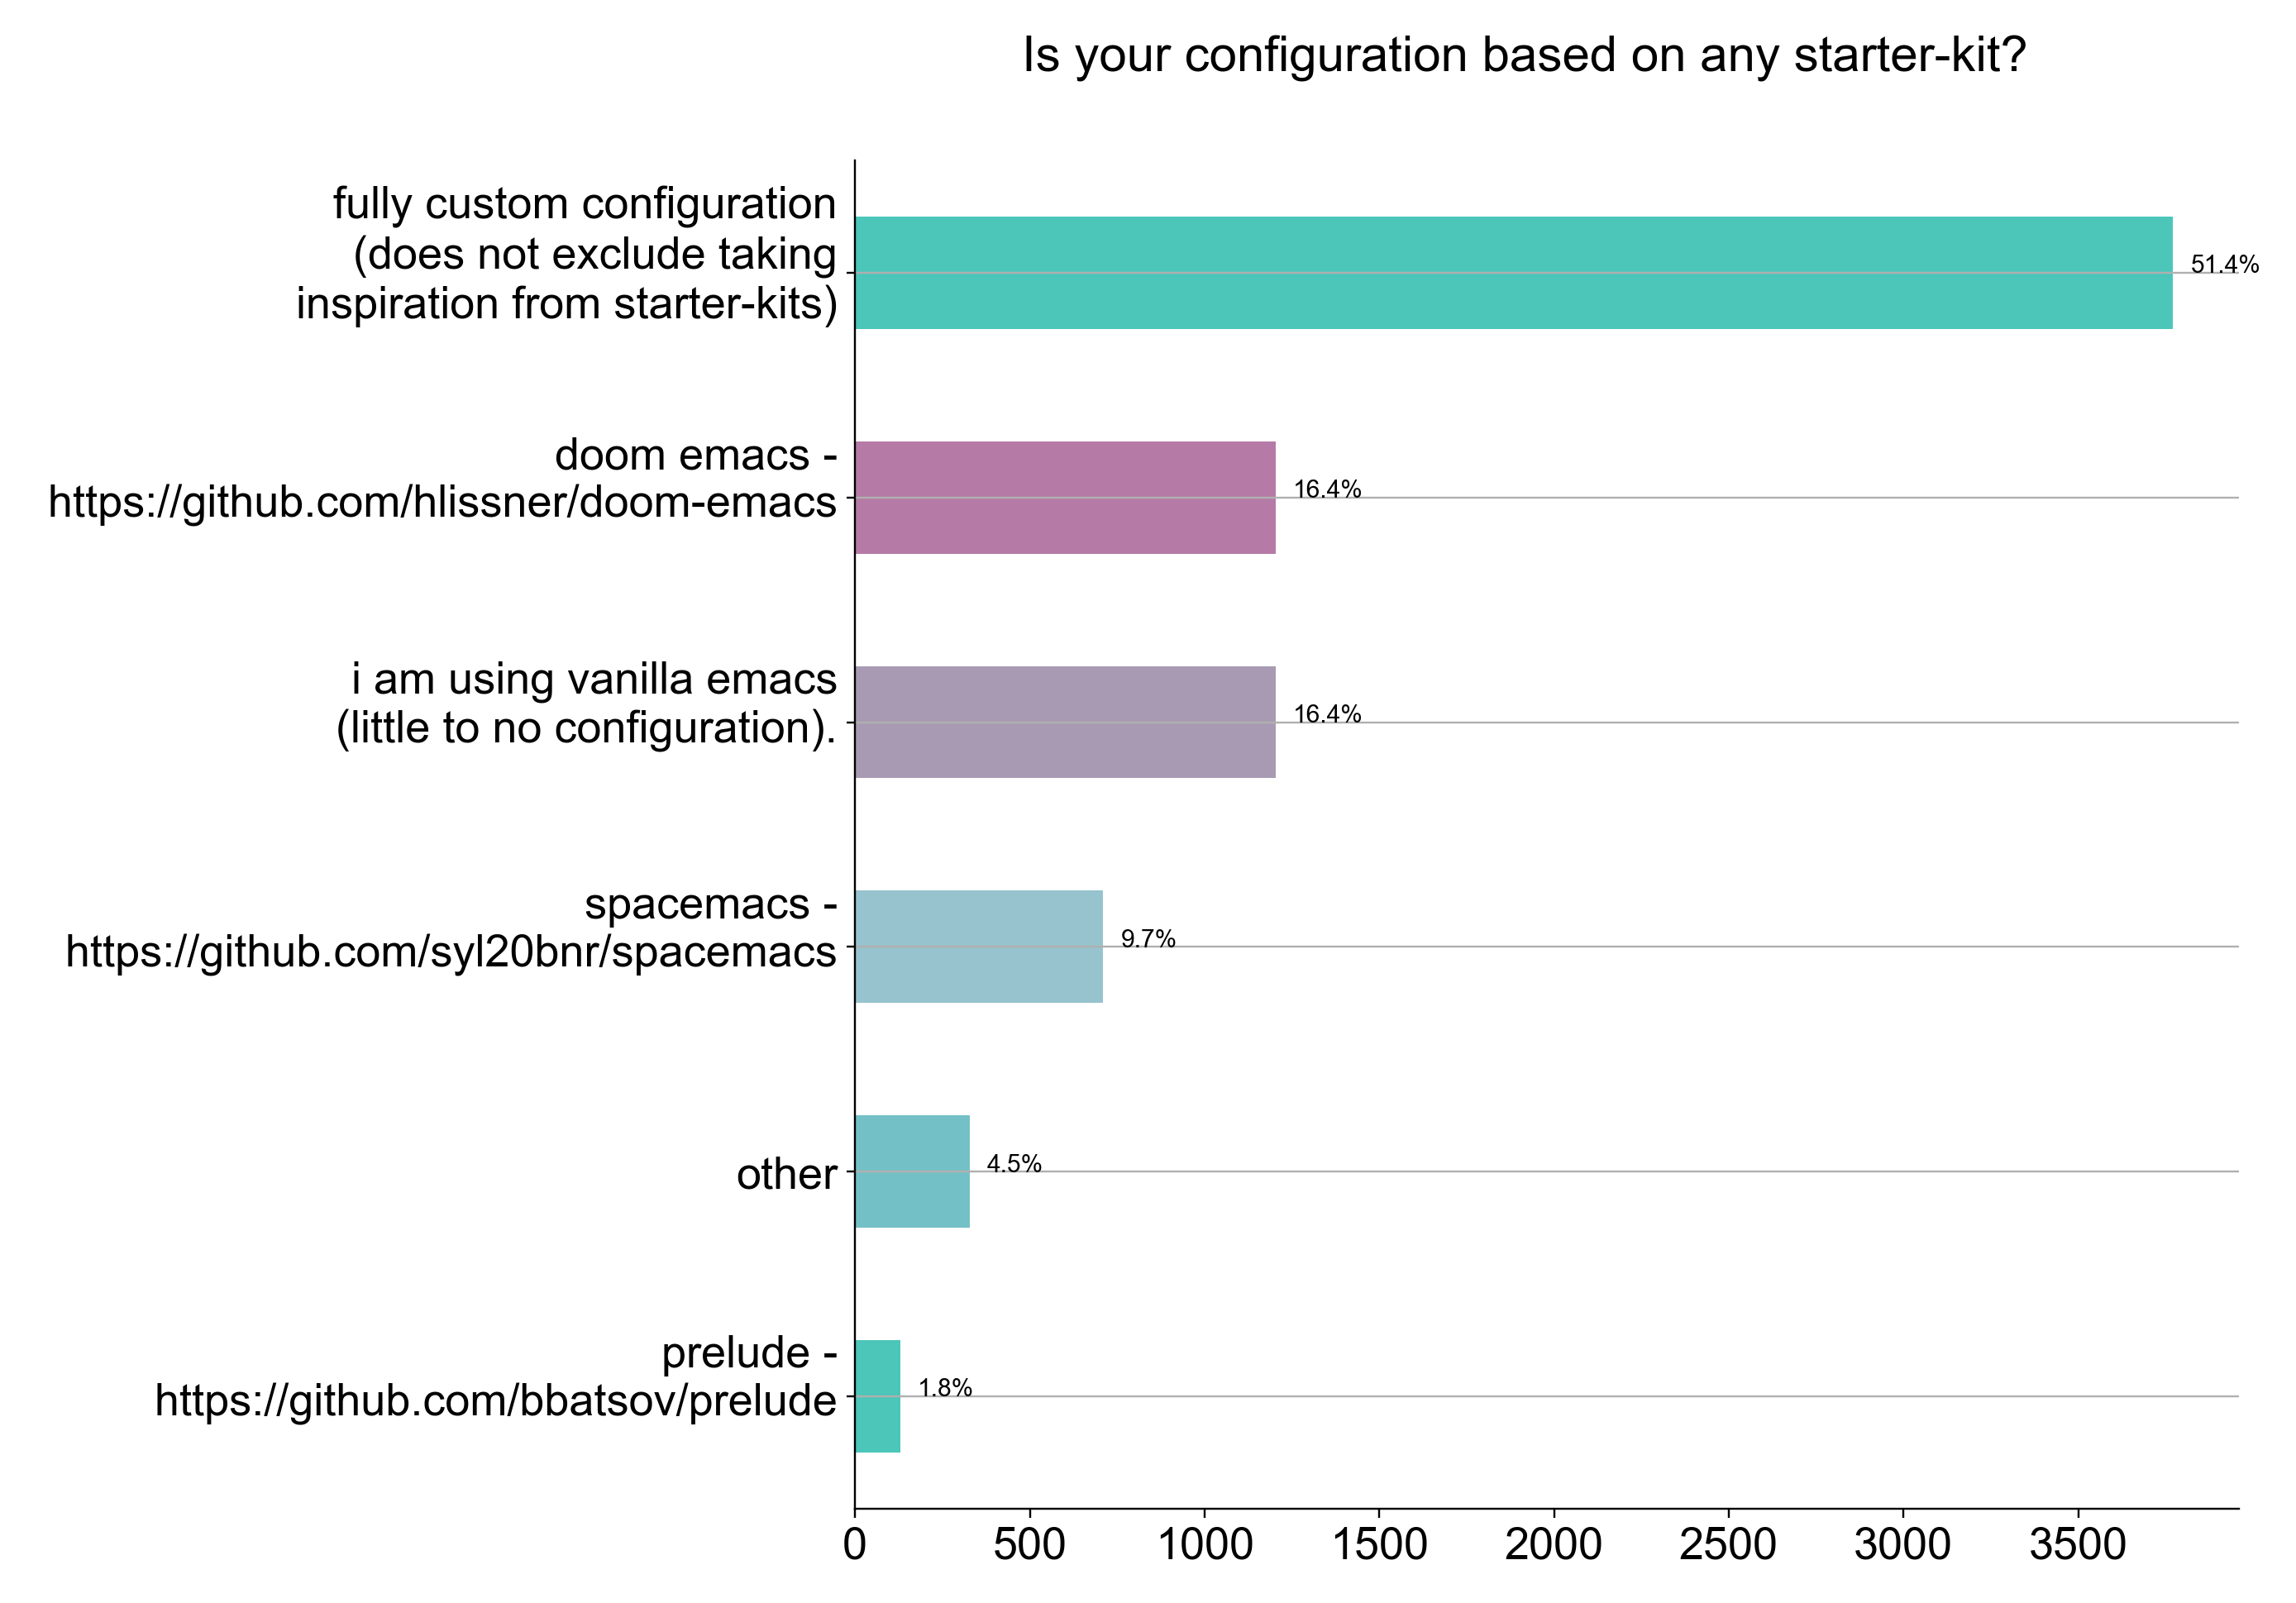 Is your configuration based on any starter-kit?
fully custom configuration
(does not exclude taking
inspiration from starter-kits)
51.4%
doom emacs -
https://github.com/hlissner/doom-emacs
16.4%
i am using vanilla emacs
(little to no configuration).
16.4%
spacemacs -
https://github.com/syl20bnr/spacemacs
9.7%
other
4.5%
prelude -
https://github.com/bbatsov/prelude
1.8%
0 500 1000 1500 2000 2500 3000 3500